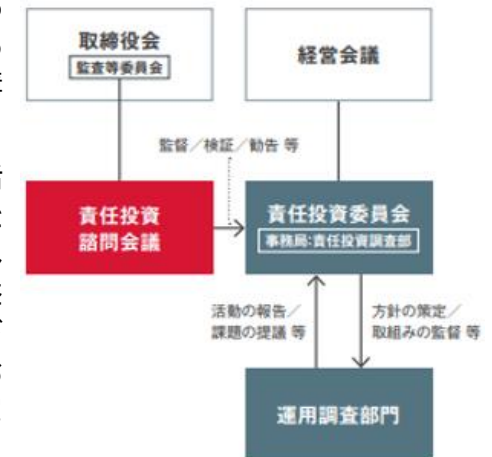 取締役会
監査等委員会
経営会議
監督／検証／勧告 等
責任投資
諮問会議
責任投資委員会
事務局:責任投資調査部
活動の報告／
課題の提議 等
方針の策定／
取組みの監督 等
運用調査部門